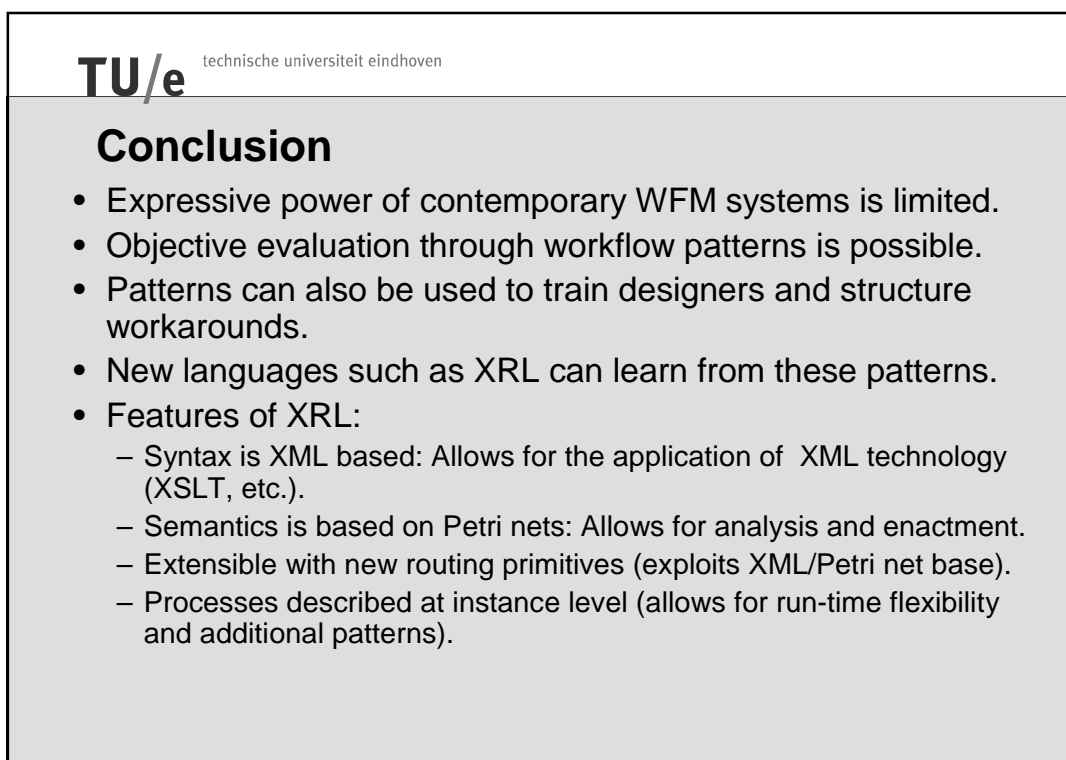 TU/e technische universiteit eindhoven
Conclusion
• Expressive power of contemporary WFM systems is limited.
• Objective evaluation through workflow patterns is possible.
• Patterns can also be used to train designers and structure
workarounds.
• New languages such as XRL can learn from these patterns.
• Features of XRL:
– Syntax is XML based: Allows for the application of XML technology
(XSLT, etc.).
– Semantics is based on Petri nets: Allows for analysis and enactment.
– Extensible with new routing primitives (exploits XML/Petri net base).
– Processes described at instance level (allows for run-time flexibility
and additional patterns).